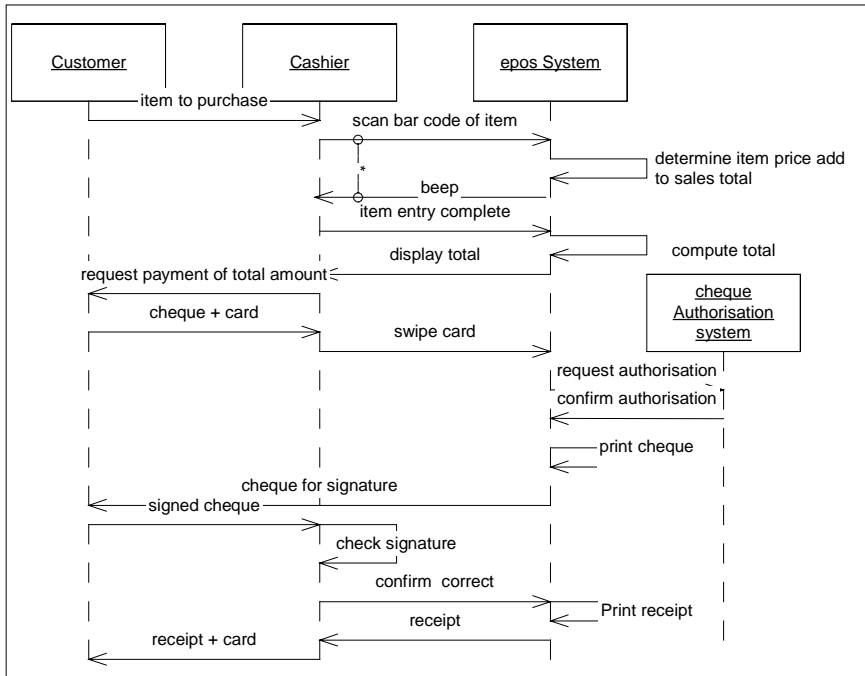 Customer
Cashier
epos System
item to purchase
scan bar code of item
determine item price add
to sales total
*
beep
item entry complete
display total
compute total
request payment of total amount
cheque
Authorisation
system
cheque + card
swipe card
request authorisation
confirm authorisation
print cheque
cheque for signature
signed cheque
check signature
confirm correct
Print receipt
receipt
receipt + card